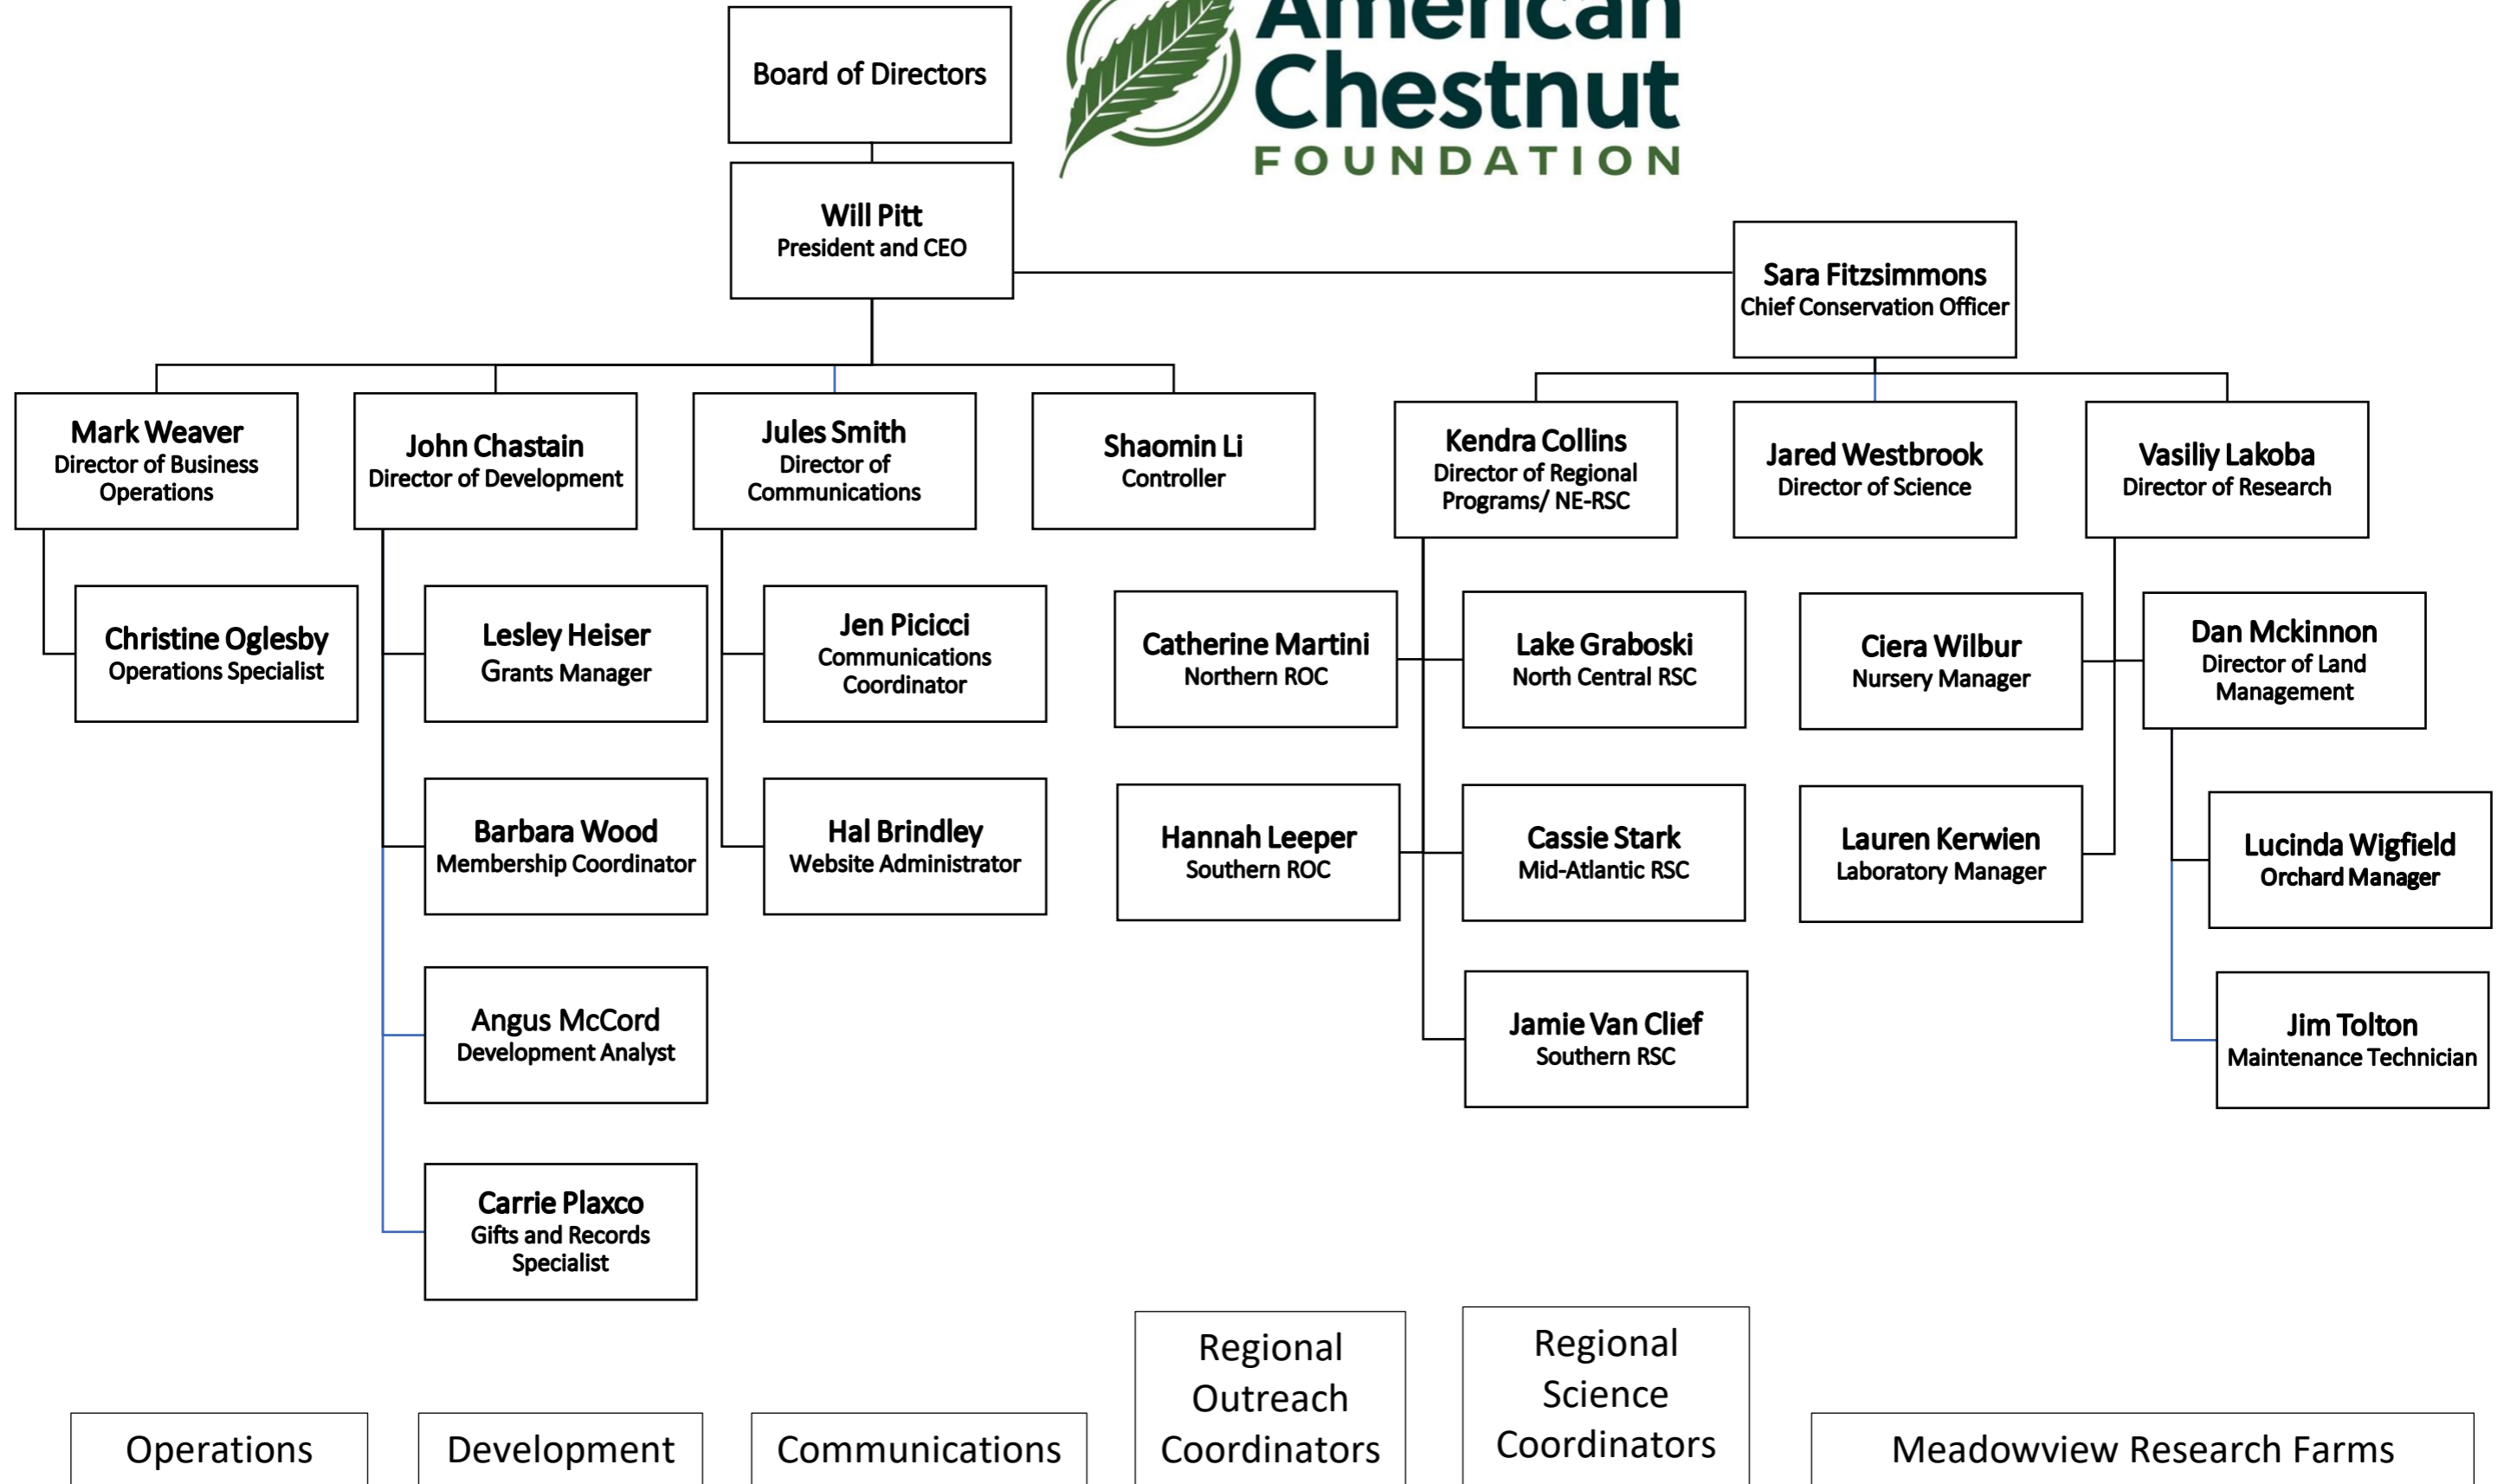 American
Chestnut
FOUNDATION
Board of Directors
Will Pitt
President and CEO
Sara Fitzsimmons
Chief Conservation Officer
Mark Weaver
Director of Business
Operations
John Chastain
Director of Development
Jules Smith
Director of
Communications
Shaomin Li
Controller
Kendra Collins
Director of Regional
Programs/ NE-RSC
Jared Westbrook
Director of Science
Vasiliy Lakoba
Director of Research
Christine Oglesby
Operations Specialist
Lesley Heiser
Grants Manager
Jen Picicci
Communications
Coordinator
Catherine Martini
Northern ROC
Lake Graboski
North Central RSC
Ciera Wilbur
Nursery Manager
Dan Mckinnon
Director of Land
Management
Barbara Wood
Membership Coordinator
Hal Brindley
Website Administrator
Hannah Leeper
Southern ROC
Cassie Stark
Mid-Atlantic RSC
Lauren Kerwien
Laboratory Manager
Lucinda Wigfield
Orchard Manager
Angus McCord
Development Analyst
Jamie Van Clief
Southern RSC
Jim Tolton
Maintenance Technician
Carrie Plaxco
Gifts and Records
Specialist
Operations
Development
Communications
Regional
Outreach
Coordinators
Regional
Science
Coordinators
Meadowview Research Farms